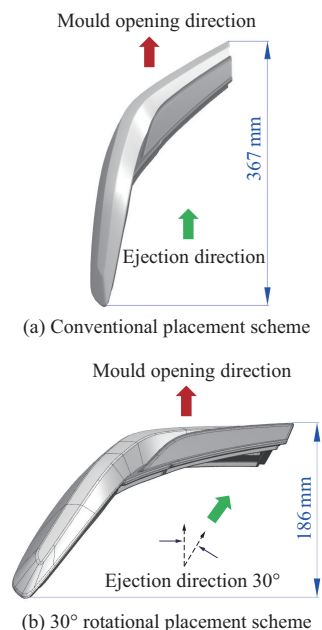 Mould opening direction
367 mm
Ejection direction
(a) Conventional placement scheme
Mould opening direction
186 mm
Ejection direction 30°
(b) 30° rotational placement scheme